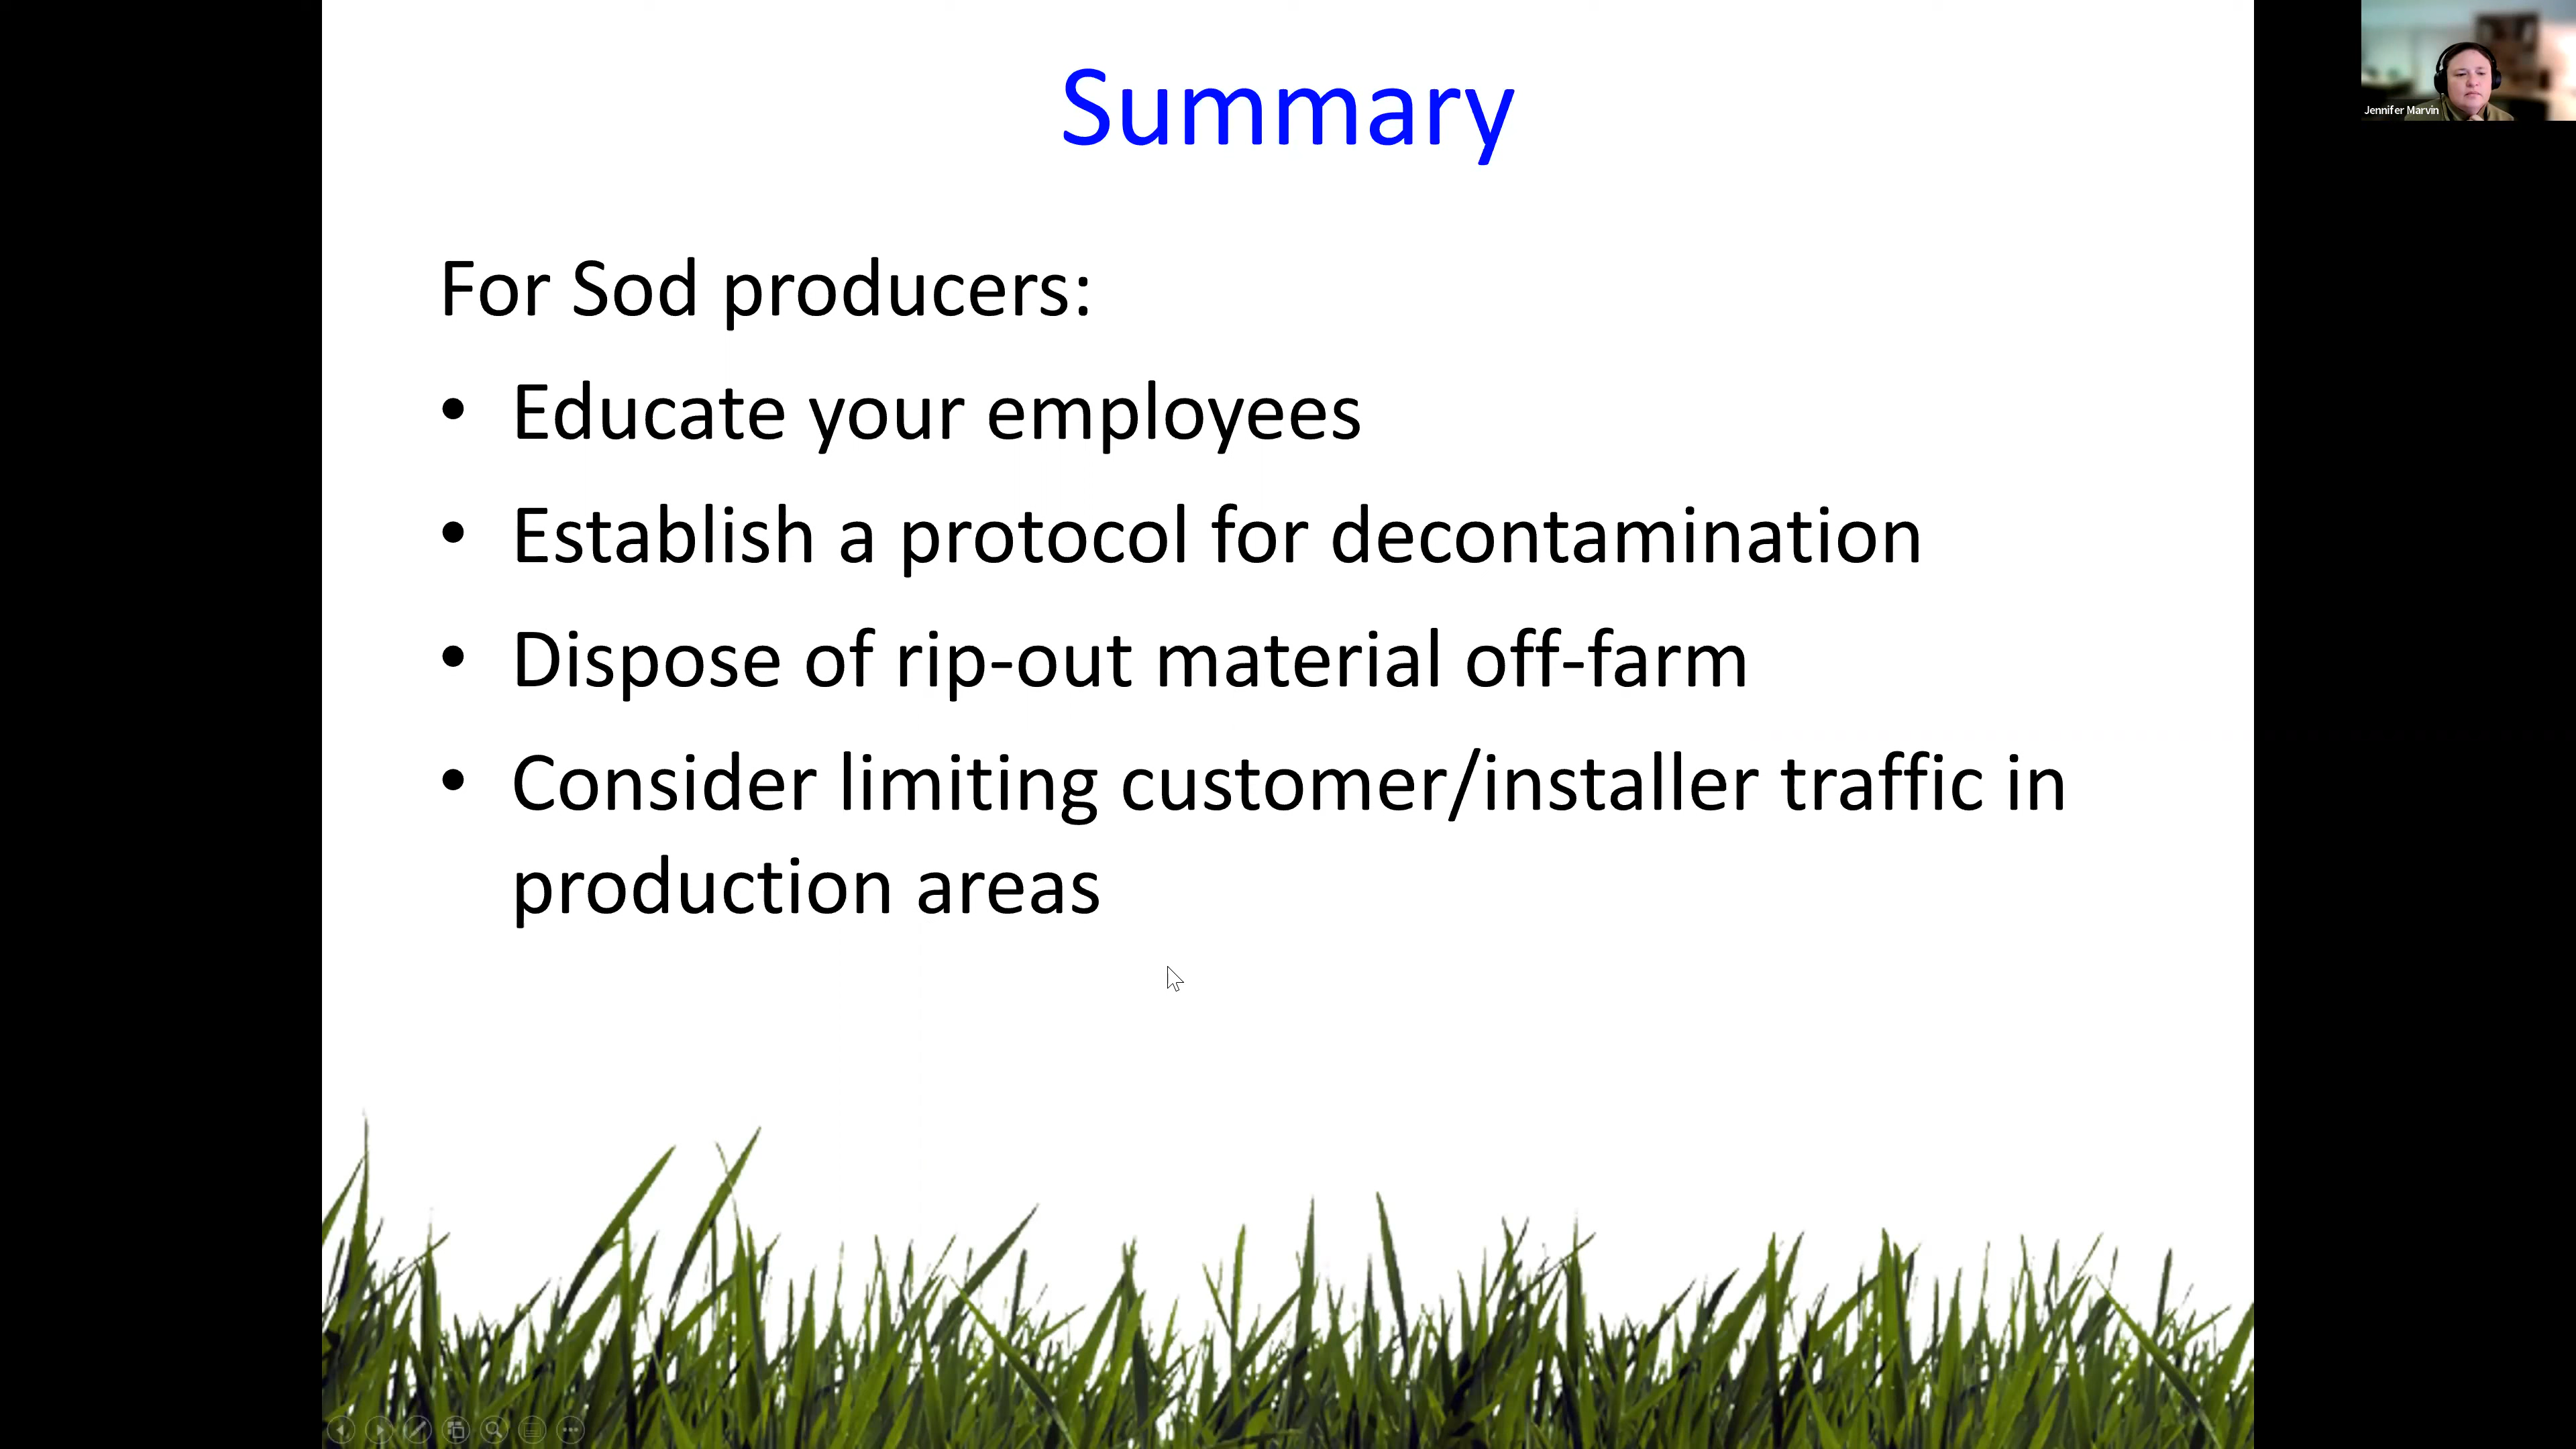 Summary
Jennifer Marvin
For Sod producers:
• Educate your employees
• Establish a protocol for decontamination
• Dispose of rip-out material off-farm
• Consider limiting customer/installer traffic in
production areas